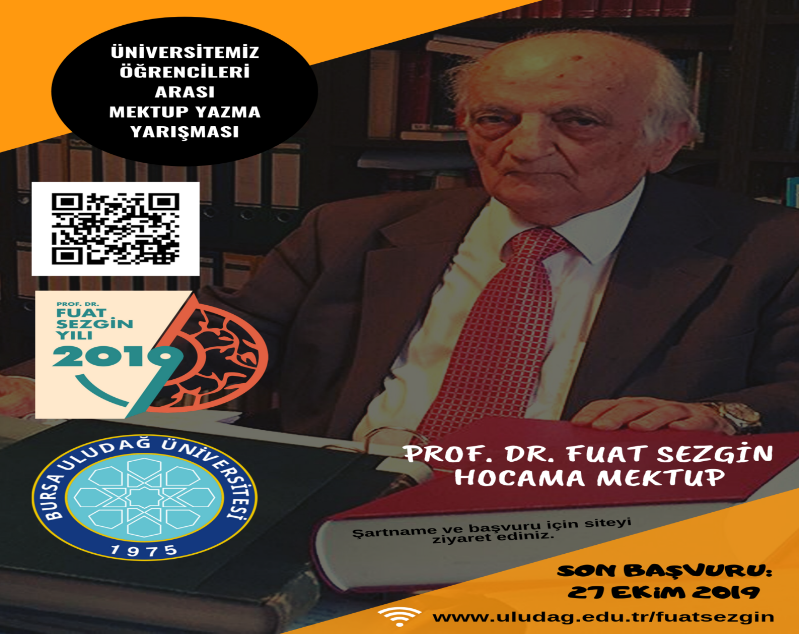 ÜNİVERSİTEMİZ
ÖĞRENCİLERİ
ARASI
MEKTUP YAZMA
YARIŞMASI
PROF. DR.
FUAT
SEZGİN
YILI
2019
BURSA ULUDAĞ ÜNİVERSİTESİ
1975
PROF. DR. FUAT SEZGİN
HOCAMA MEKTUP
Şartname ve başvuru için siteyi
ziyaret ediniz.
SON BAŞVURU:
27 EKİM 2019
www.uludag.edu.tr/fuatsezgin